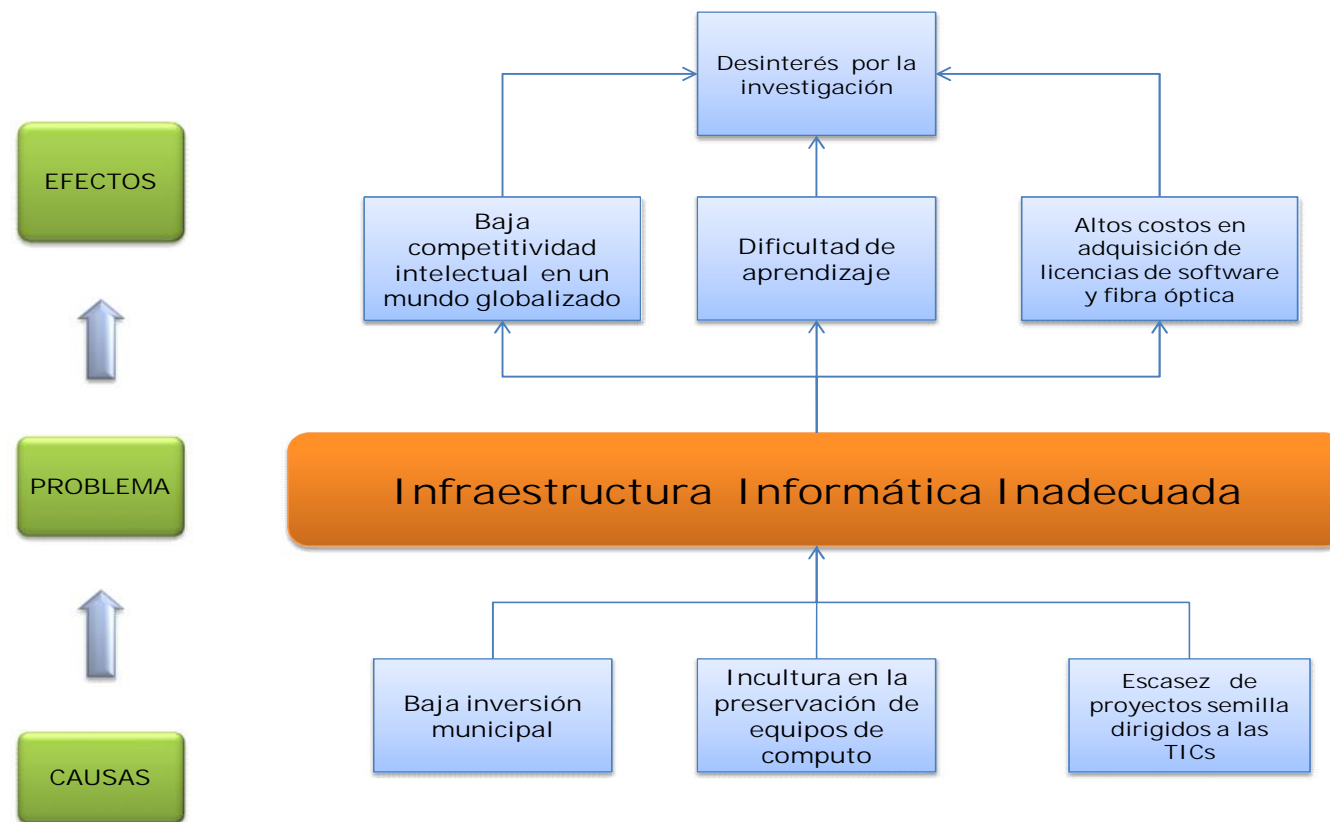 Desinterés por la
investigación
EFECTOS
Baja
competitividad
intelectual en un
mundo globalizado
Dificultad de
aprendizaje
Altos costos en
adquisición de
licencias de software
y fibra óptica
PROBLEMA
Infraestructura Informática Inadecuada
Baja inversión
municipal
Incultura en la
preservación de
equipos de
computo
Escasez de
proyectos semilla
dirigidos a las
TICs
CAUSAS